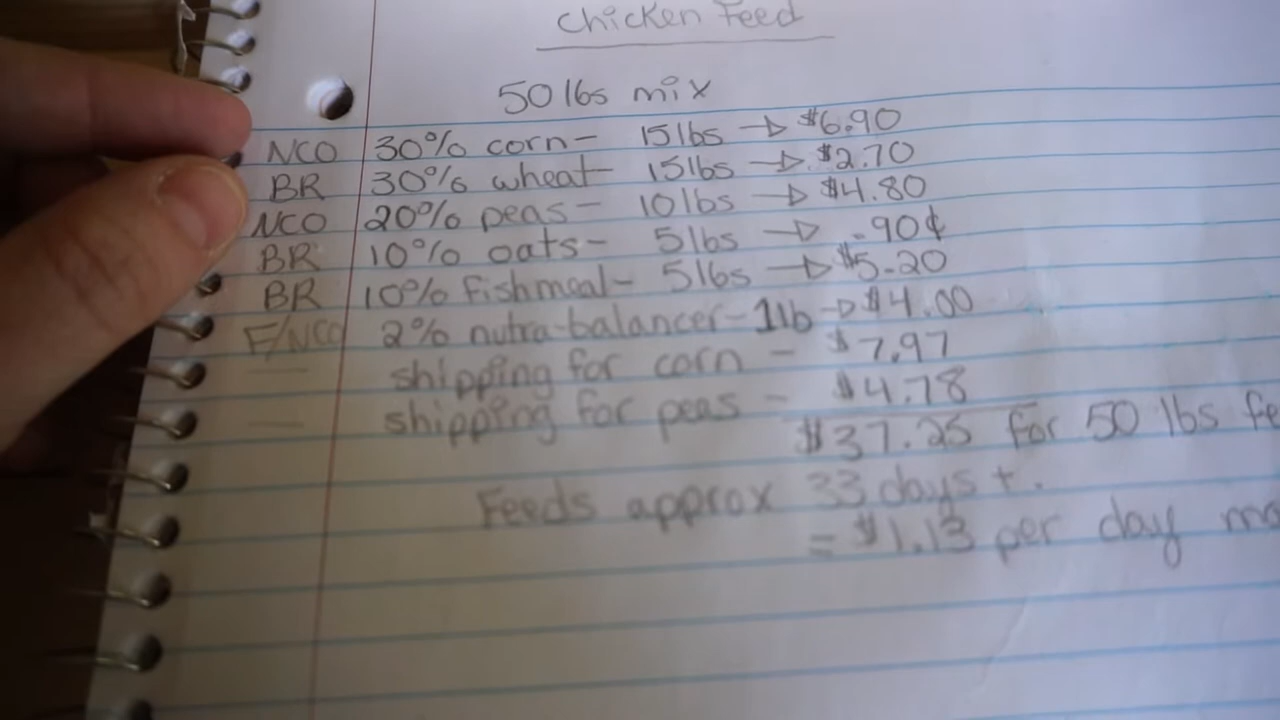 Chicken Feed
50 lbs mix
NCO 30% corn - 15lbs → $6.90
BR 30% wheat - 15lbs → $2.70
NCO 20% peas - 10lbs → $4.80
BR 10% oats - 5lbs → .90¢
BR 10% fishmeal - 5lbs → $5.20
F/NCO 2% nutra-balancer - 1lb → $4.00
— shipping for corn - $7.97
— shipping for peas - $4.78
$37.25 for 50 lbs fe
Feeds approx 33 days +.
= $1.13 per day